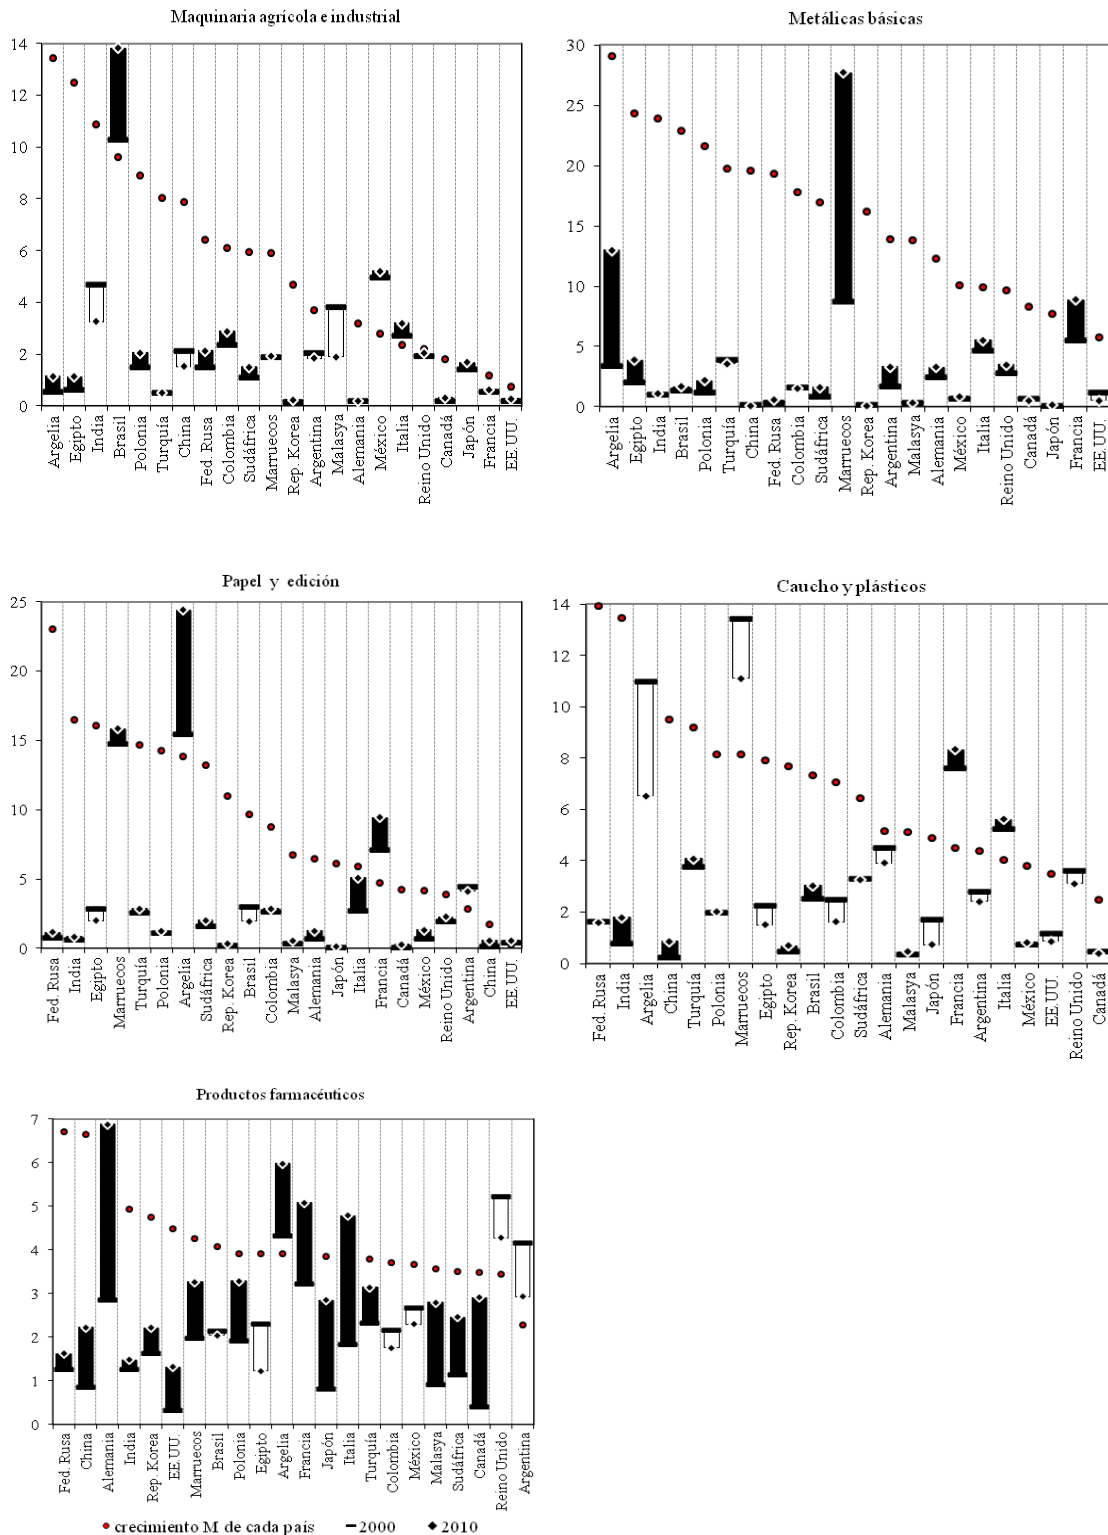 Maquinaria agrícola e industrial
14
12
10
8
6
4
2
0
Argelia
Egipto
India
Brasil
Polonia
Turquía
China
Fed. Rusa
Colombia
Sudáfrica
Marruecos
Rep. Korea
Argentina
Malasya
Alemania
México
Italia
Reino Unido
Canadá
Japón
Francia
EE.UU.
Metálicas básicas
30
25
20
15
10
5
0
Argelia
Egipto
India
Brasil
Polonia
Turquía
China
Fed. Rusa
Colombia
Sudáfrica
Marruecos
Rep. Korea
Argentina
Malasya
Alemania
México
Italia
Reino Unido
Canadá
Japón
Francia
EE.UU.
Papel y edición
25
20
15
10
5
0
Fed. Rusa
India
Egipto
Marruecos
Turquía
Polonia
Argelia
Sudáfrica
Rep. Korea
Brasil
Colombia
Malasya
Alemania
Japón
Italia
Francia
Canadá
México
Reino Unido
Argentina
China
EE.UU.
Caucho y plásticos
14
12
10
8
6
4
2
0
Fed. Rusa
India
Argelia
China
Turquía
Polonia
Marruecos
Egipto
Rep. Korea
Brasil
Colombia
Sudáfrica
Alemania
Malasya
Japón
Francia
Argentina
Italia
México
EE.UU.
Reino Unido
Canadá
Productos farmacéuticos
7
6
5
4
3
2
1
0
Fed. Rusa
China
Alemania
India
Rep. Korea
EE.UU.
Marruecos
Brasil
Polonia
Egipto
Argelia
Francia
Japón
Italia
Turquía
Colombia
México
Malasya
Sudáfrica
Canadá
Reino Unido
Argentina
crecimiento M de cada país 2000 2010